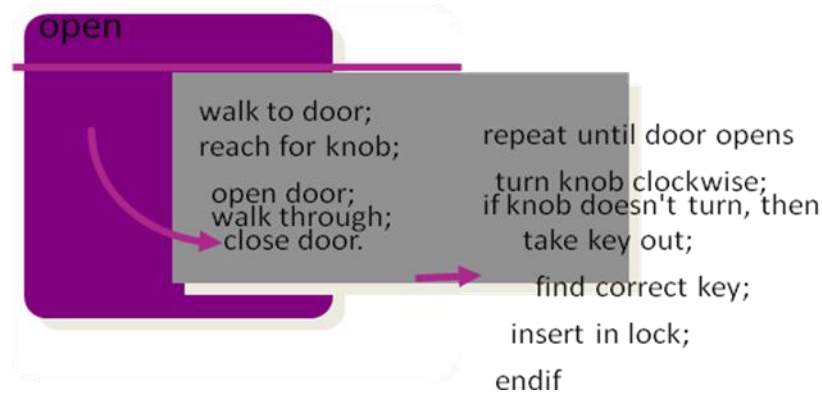 open
walk to door;
reach for knob;
open door;
walk through;
close door.
repeat until door opens
turn knob clockwise;
if knob doesn't turn, then
take key out;
find correct key;
insert in lock;
endif